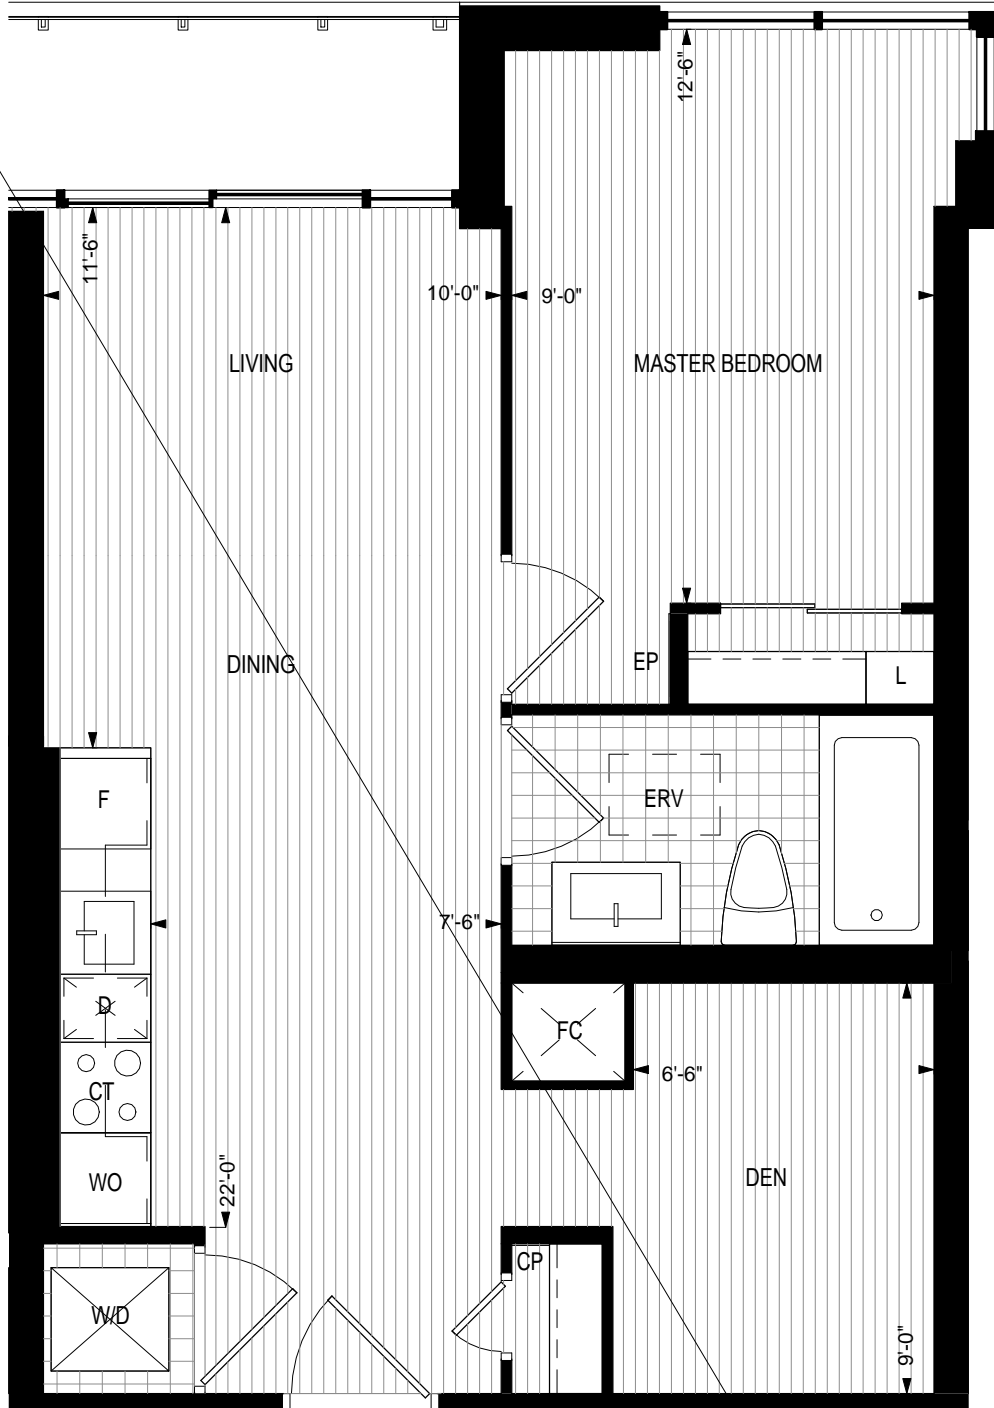 12'-6"
11'-6"
10'-0"
9'-0"
LIVING
MASTER BEDROOM
DINING
EP
L
F
ERV
7'-6"
D
FC
6'-6"
CT
WO
22'-0"
DEN
CP
W/D
9'-0"